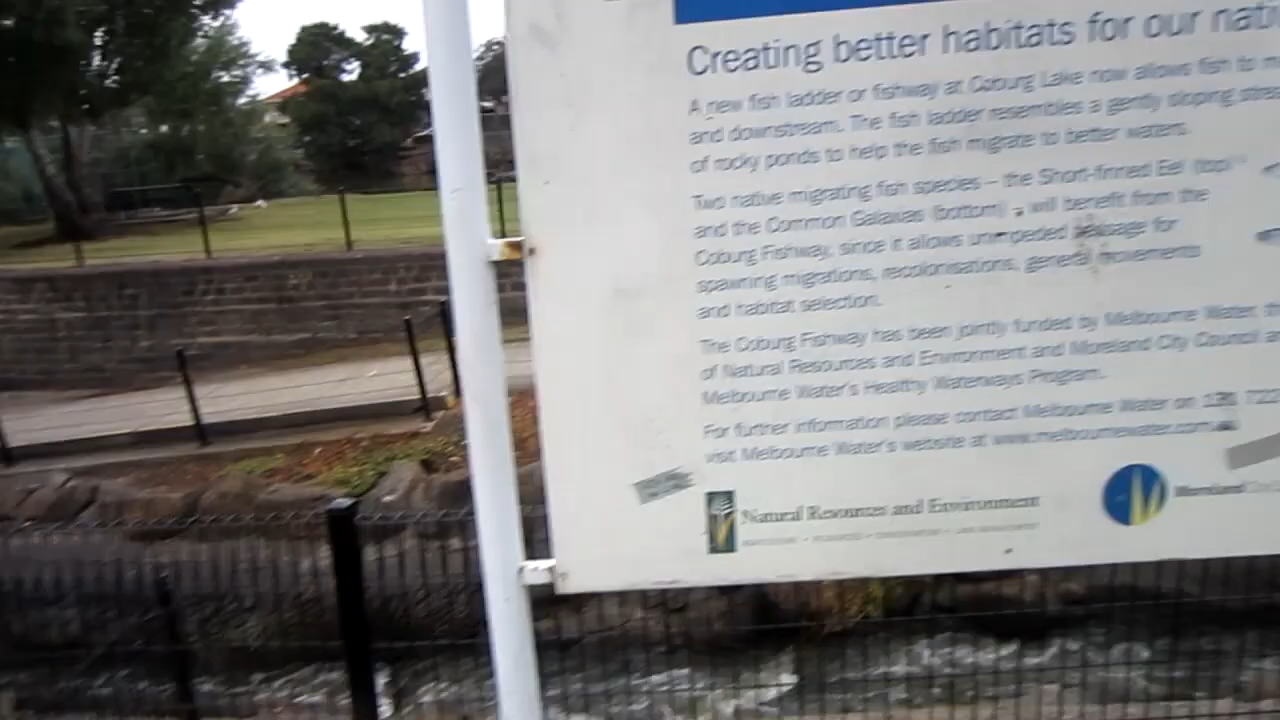 Creating better habitats for our nati
A new fish ladder or fishway at Coburg Lake now allows fish to m
and downstream. The fish ladder resembles a gently sloping strea
of rocky ponds to help the fish migrate to better waters.
Two native migrating fish species – the Short-finned Eel (top)
and the Common Galaxias (bottom) – will benefit from the
Coburg Fishway, since it allows unimpeded passage for
spawning migrations, recolonisations, general movements
and habitat selection.
The Coburg Fishway has been jointly funded by Melbourne Water, th
of Natural Resources and Environment and Moreland City Council a
Melbourne Water's Healthy Waterways Program.
For further information please contact Melbourne Water on 131 722
visit Melbourne Water's website at www.melbournewater.com.au
Natural Resources and Environment
Moreland